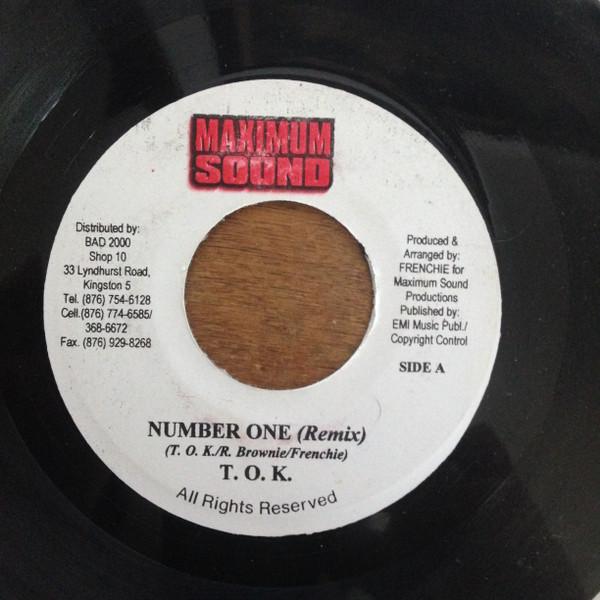 MAXIMUM
SOUND
Distributed by:
BAD 2000
Shop 10
33 Lyndhurst Road,
Kingston 5
Tel. (876) 754-6128
Cell.(876) 774-6585/
368-6672
Fax. (876) 929-8268
Produced &
Arranged by:
FRENCHIE for
Maximum Sound
Productions
Published by:
EMI Music Publ./
Copyright Control
SIDE A
NUMBER ONE (Remix)
(T. O. K./R. Brownie/Frenchie)
T. O. K.
All Rights Reserved